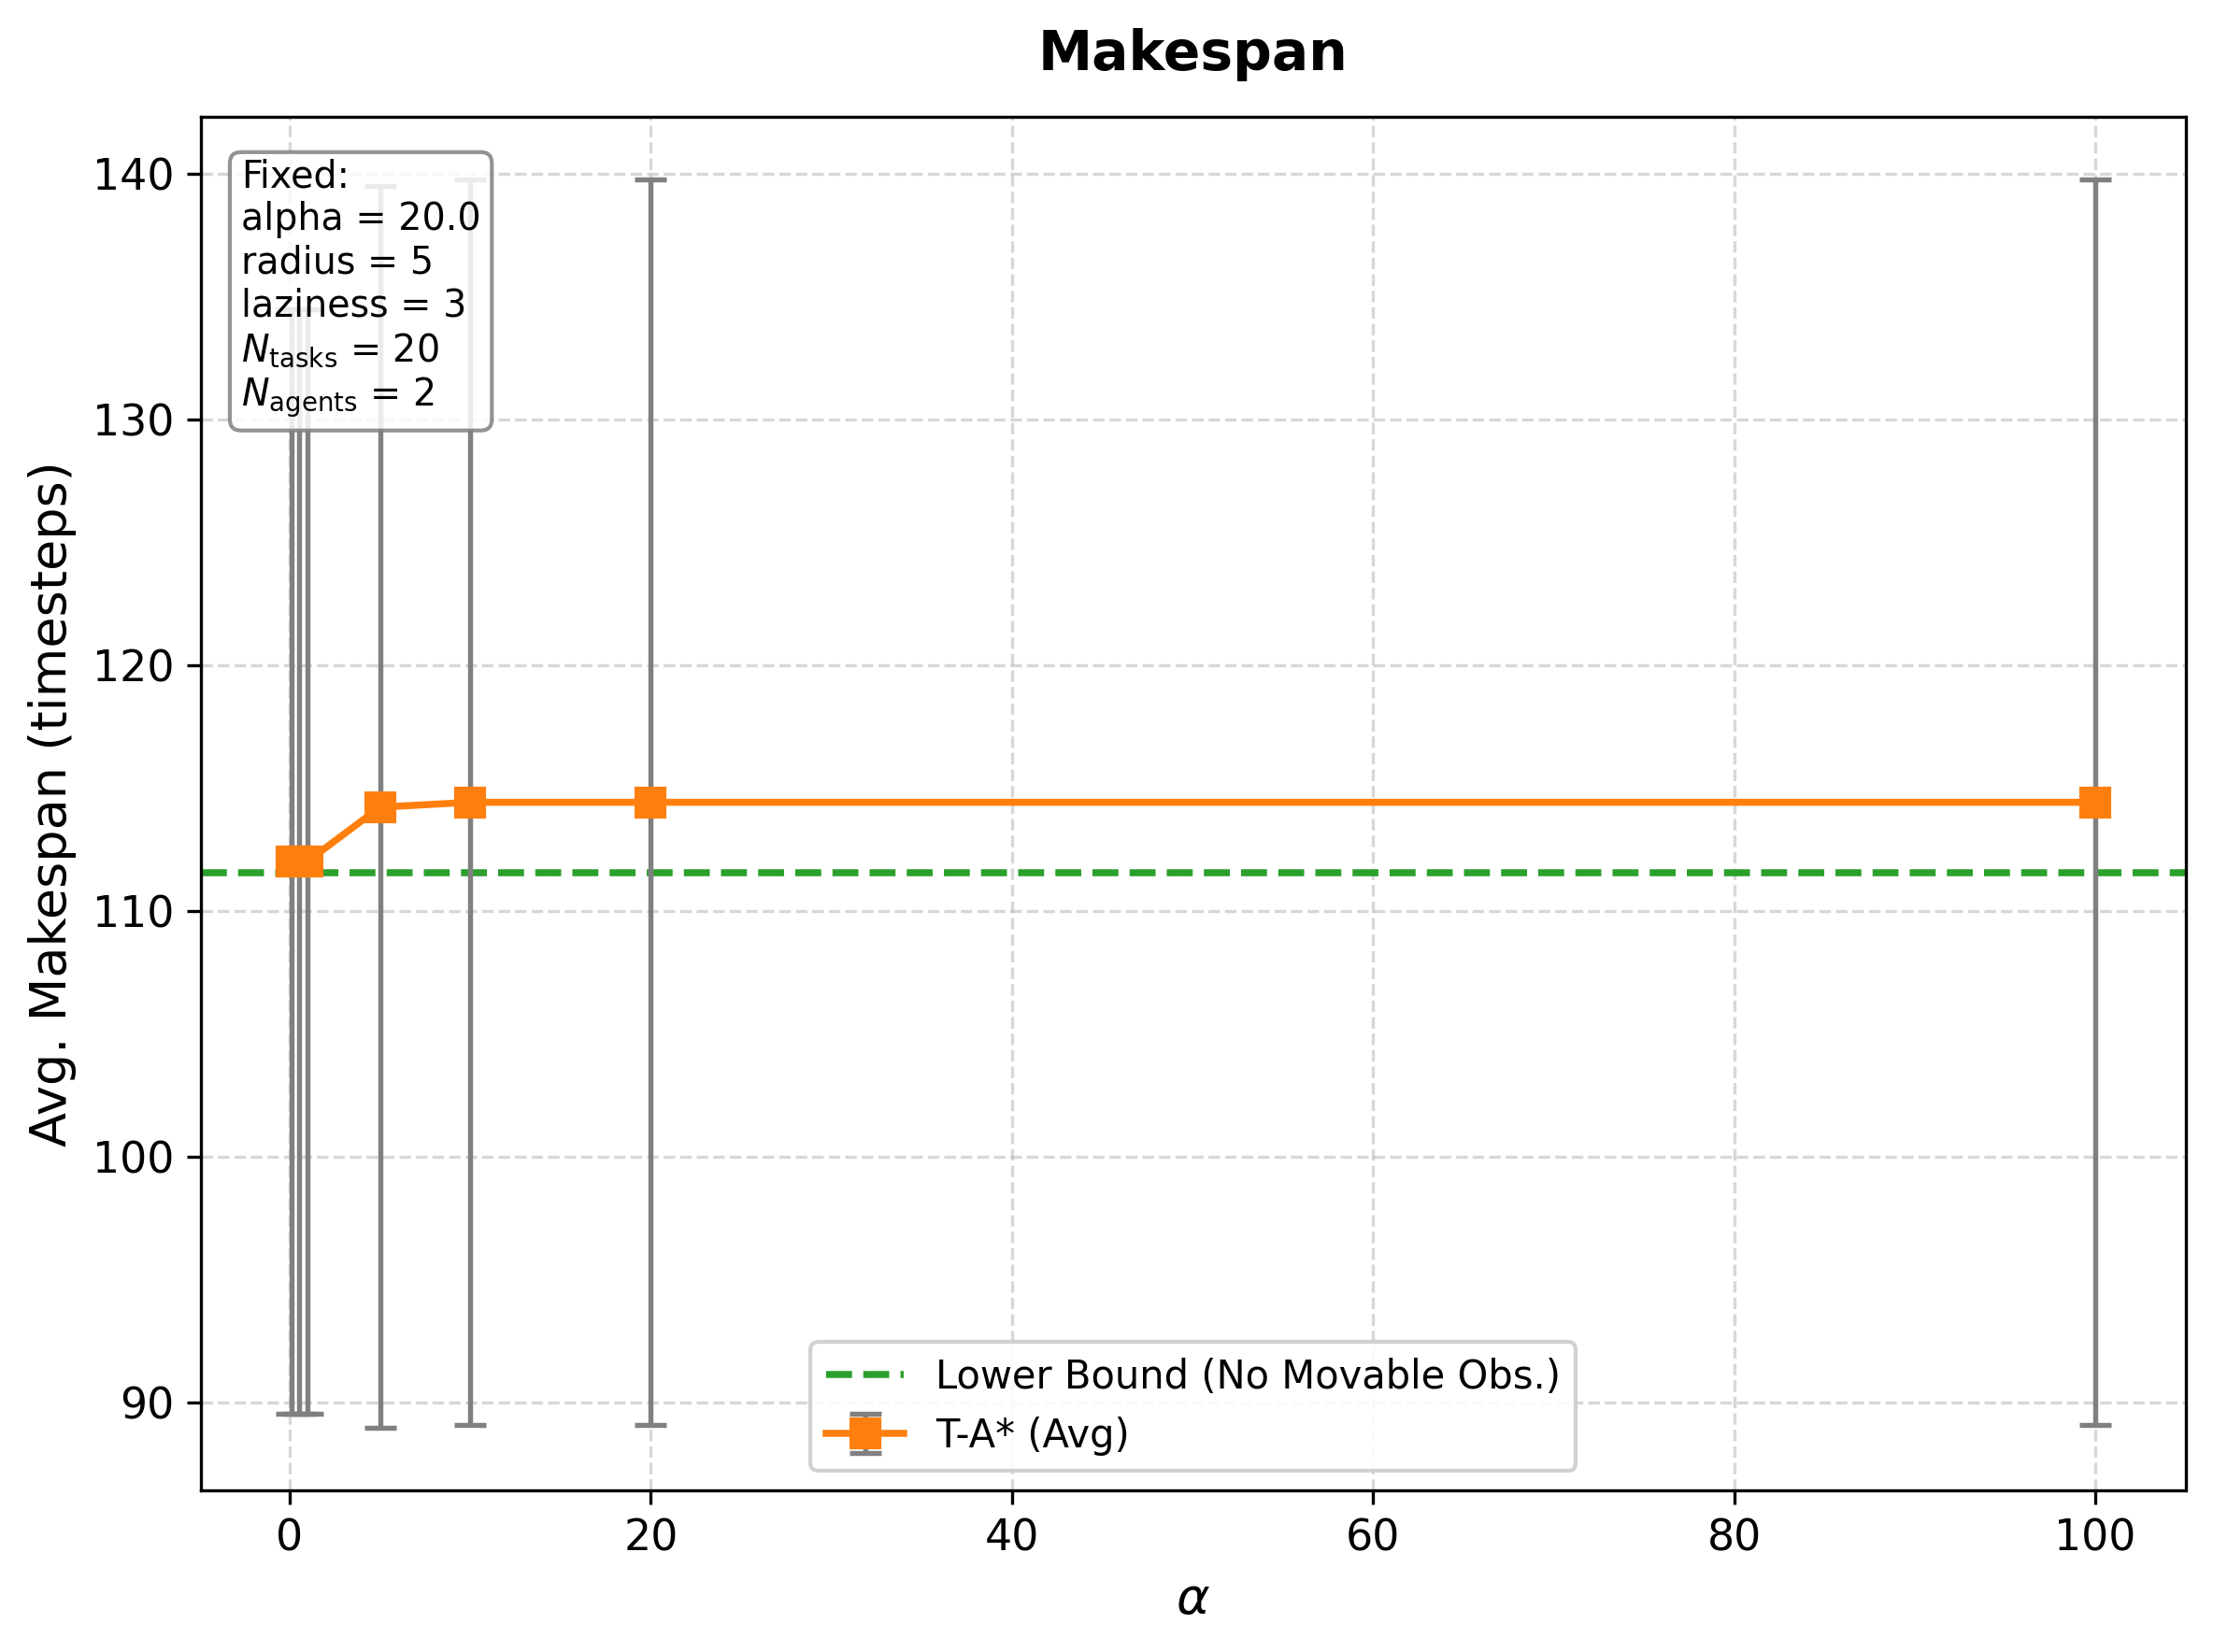 Makespan
Fixed:
alpha = 20.0
radius = 5
laziness = 3
N_tasks = 20
N_agents = 2
140
130
120
110
100
90
Avg. Makespan (timesteps)
Lower Bound (No Movable Obs.)
T-A* (Avg)
0 20 40 60 80 100
α